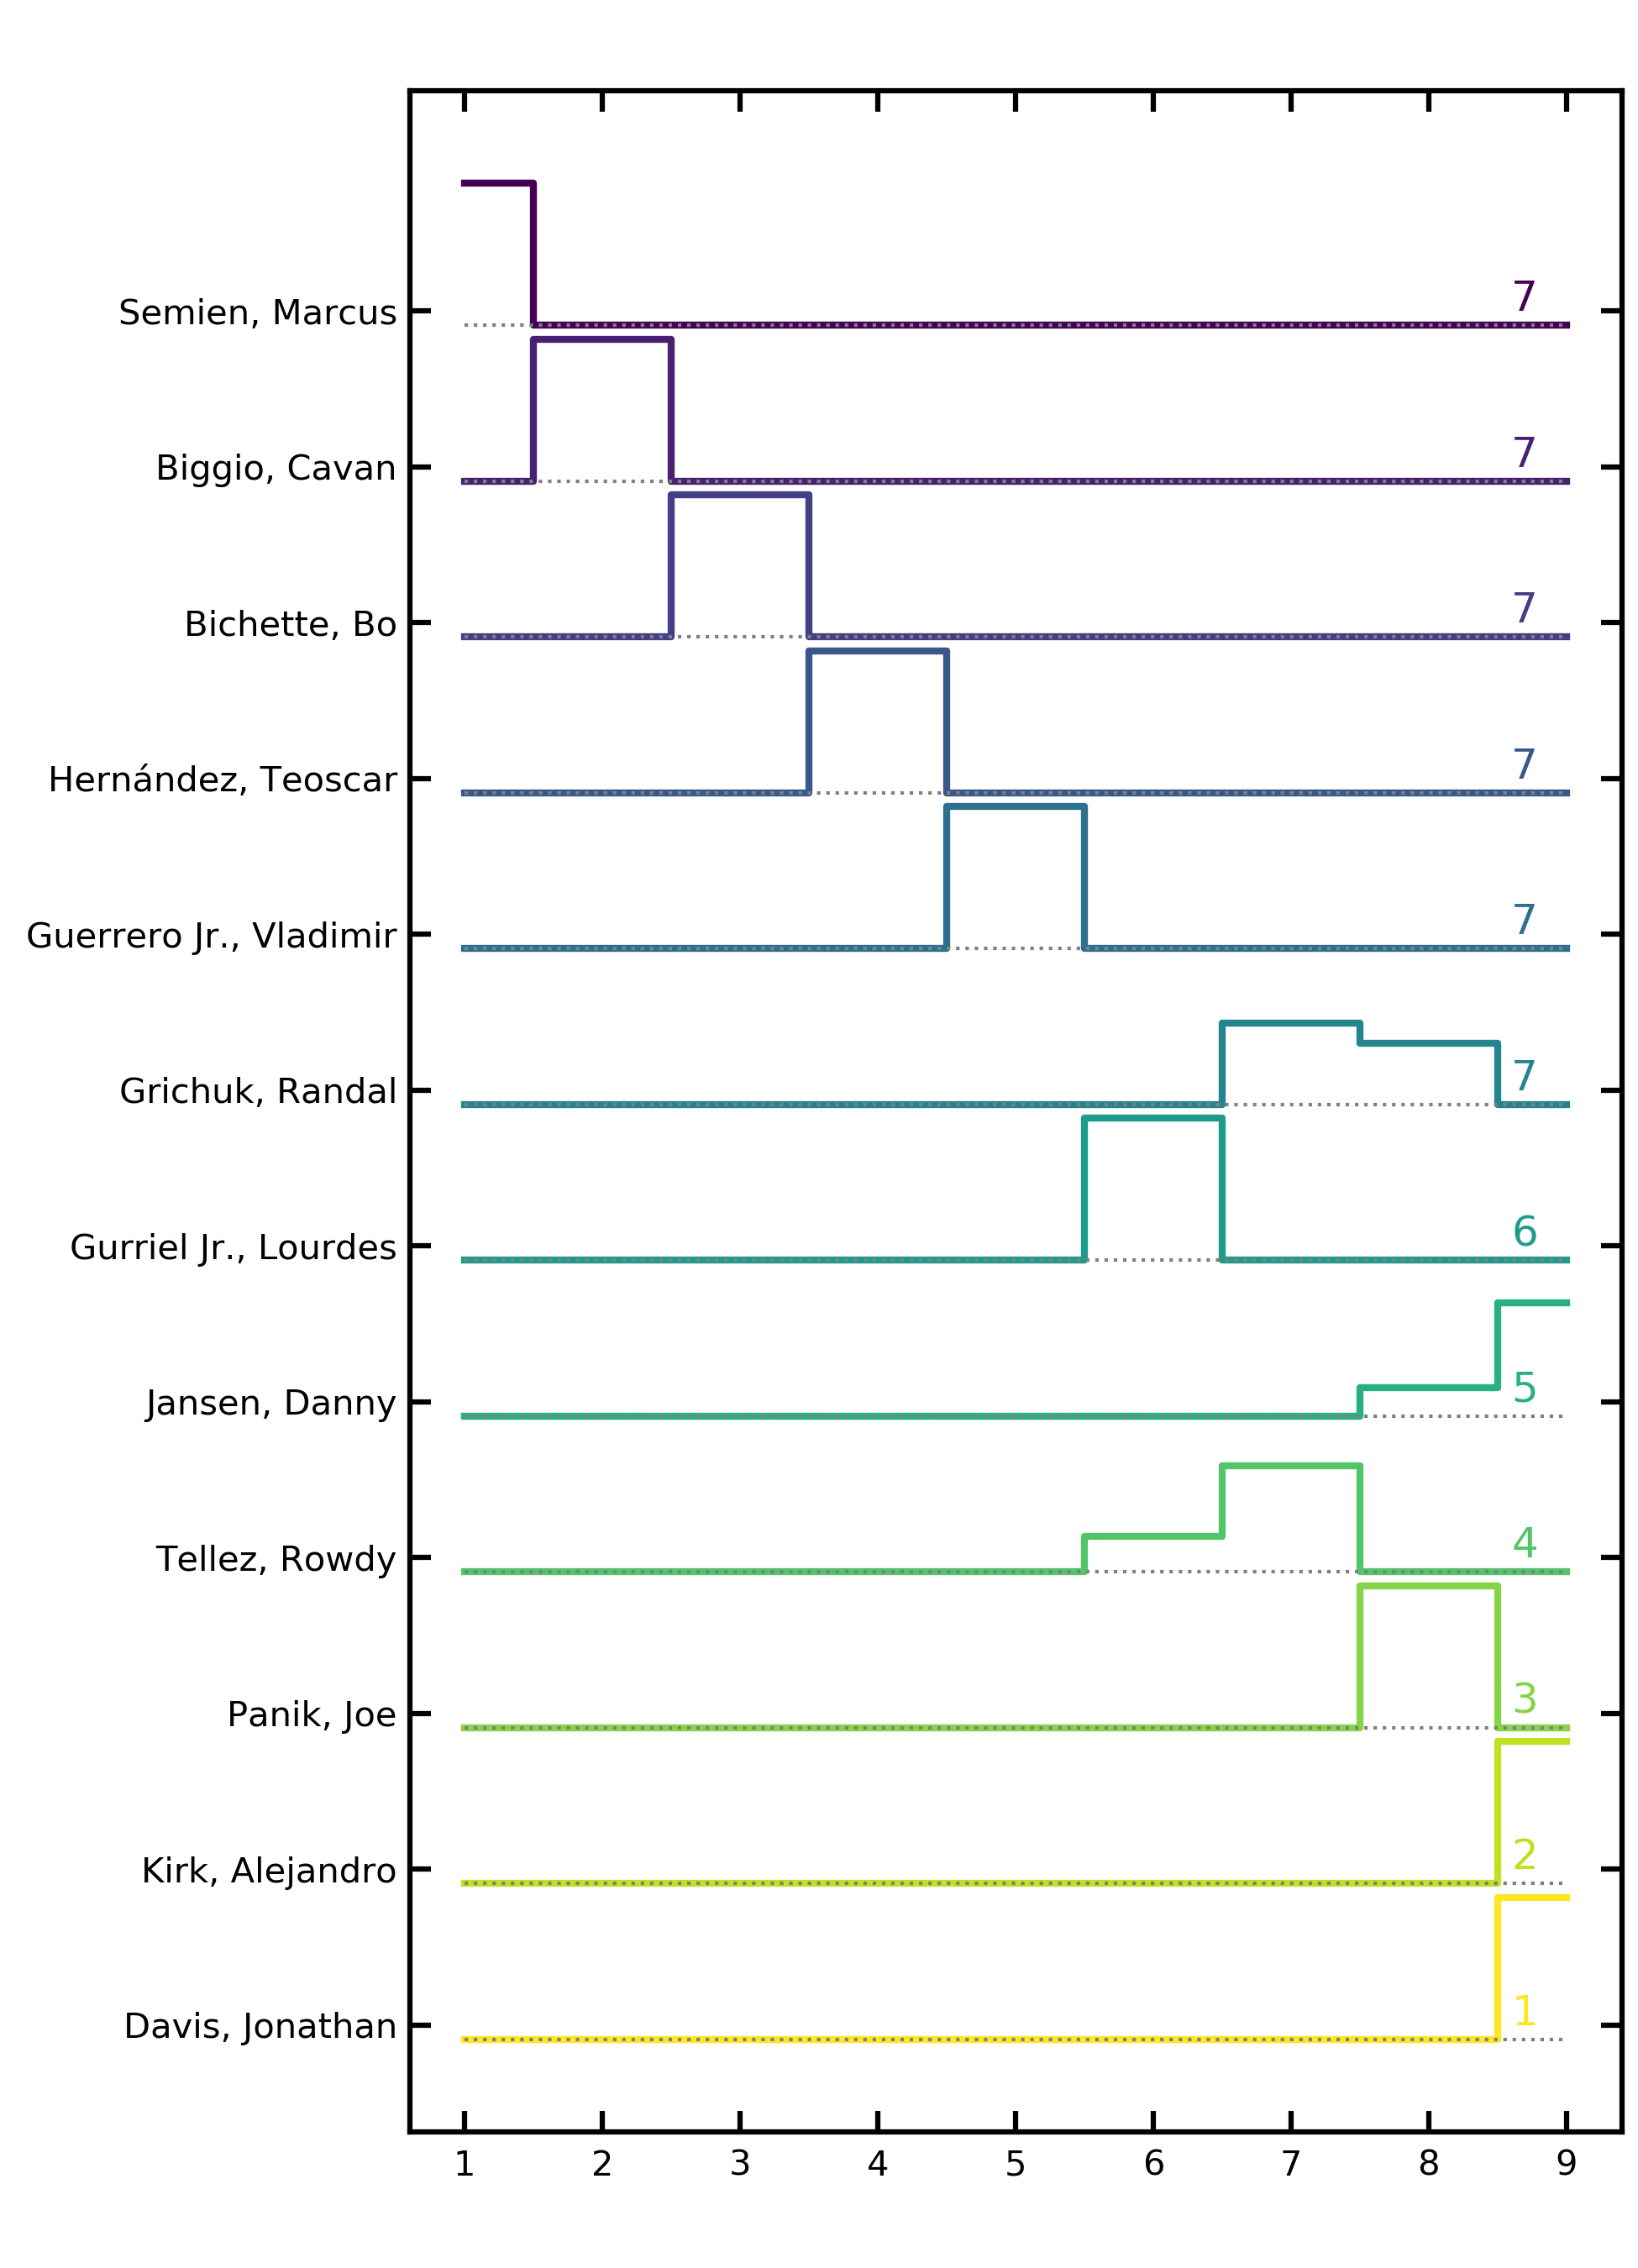 Semien, Marcus 7
Biggio, Cavan 7
Bichette, Bo 7
Hernández, Teoscar 7
Guerrero Jr., Vladimir 7
Grichuk, Randal 7
Gurriel Jr., Lourdes 6
Jansen, Danny 5
Tellez, Rowdy 4
Panik, Joe 3
Kirk, Alejandro 2
Davis, Jonathan 1
1 2 3 4 5 6 7 8 9